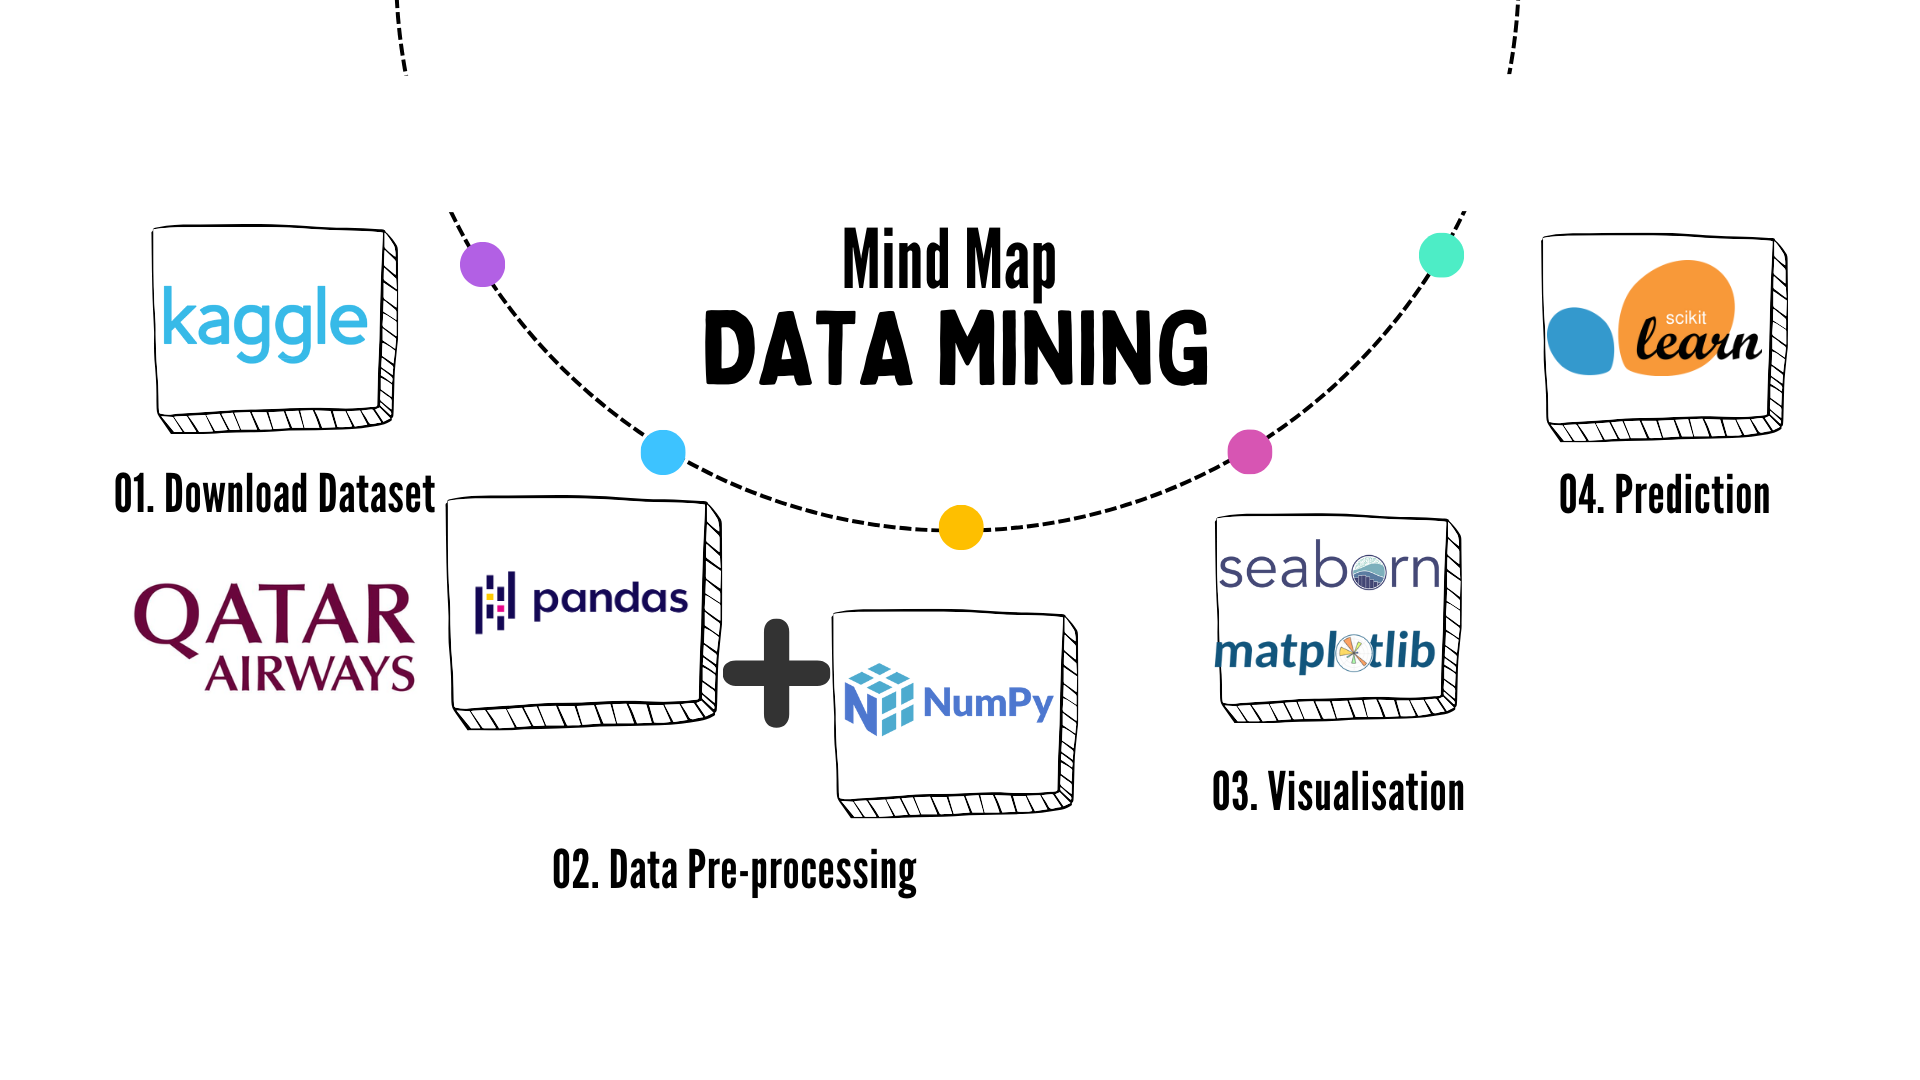 Mind Map
DATA MINING
kaggle
01. Download Dataset
QATAR
AIRWAYS
pandas
NumPy
02. Data Pre-processing
seaborn
matplotlib
03. Visualisation
scikit
learn
04. Prediction